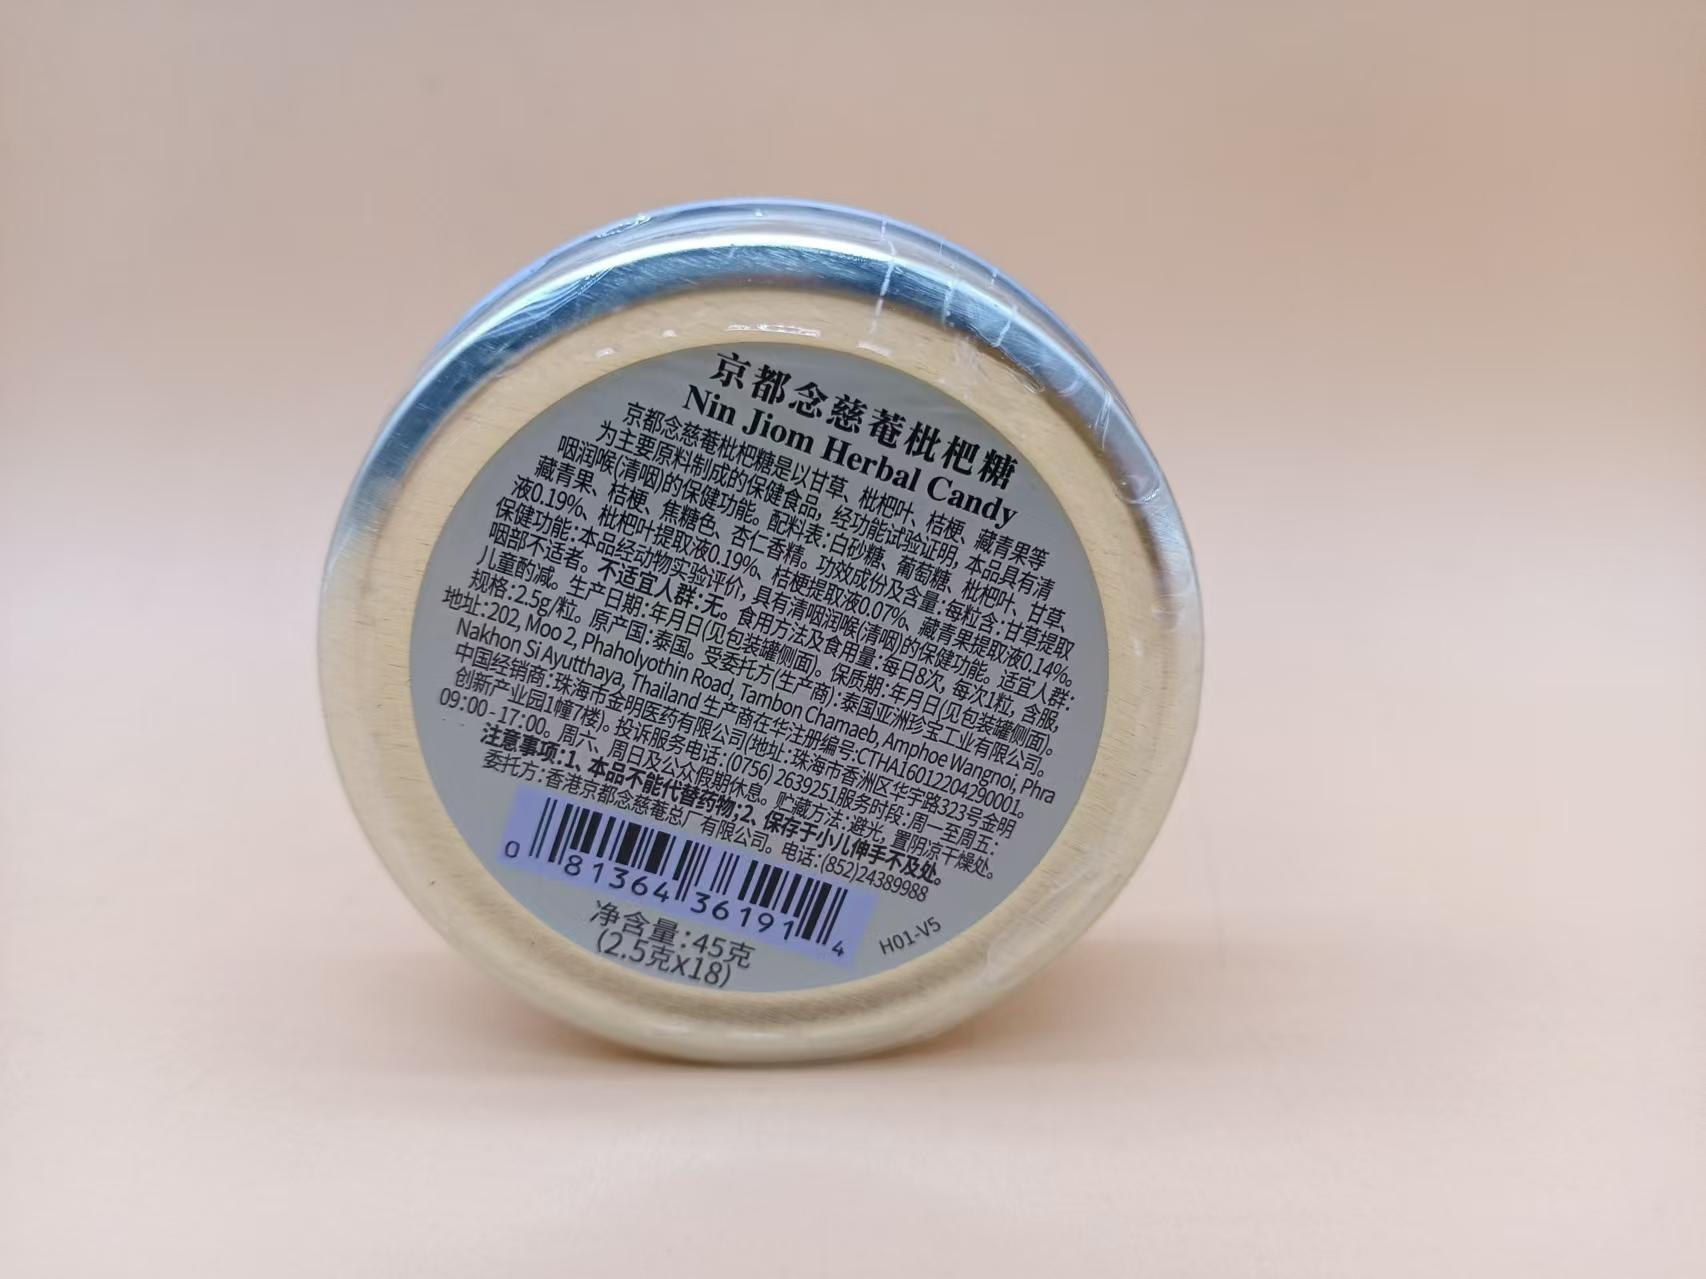 京都念慈菴枇杷糖
Nin Jiom Herbal Candy
京都念慈菴枇杷糖是以甘草、枇杷叶、桔梗、藏青果等
为主要原料制成的保健食品，经功能试验证明，本品具有清
咽润喉(清咽)的保健功能。配料表：白砂糖、葡萄糖、枇杷叶、甘草、
藏青果、桔梗、焦糖色、杏仁香精。功效成份及含量：每粒含：甘草提取
液0.19%、枇杷叶提取液0.19%、桔梗提取液0.07%、藏青果提取液0.14%。
保健功能：本品经动物实验评价，具有清咽润喉(清咽)的保健功能。适宜人群：
咽部不适者。不适宜人群：无。食用方法及食用量：每日8次，每次1粒，含服，
儿童酌减。生产日期：年月日(见包装罐侧面)。保质期：年月日(见包装罐侧面)。
规格：2.5g/粒。原产国：泰国。受委托方(生产商)：泰国亚洲珍宝工业有限公司。
地址：202, Moo 2, Phaholyothin Road, Tambon Chamaeb, Amphoe Wangnoi, Phra
Nakhon Si Ayutthaya, Thailand 生产商在华注册编号：CTHA16012204290001。
中国经销商：珠海市金明医药有限公司(地址：珠海市香洲区华宇路323号金明
创新产业园1幢7楼)。投诉服务电话：(0756) 2639251服务时段：周一至周五：
09:00-17:00。周六、周日及公众假期休息。贮藏方法：避光，置阴凉干燥处。
注意事项：1、本品不能代替药物；2、保存于小儿伸手不及处。
委托方：香港京都念慈菴总厂有限公司。电话：(852)24389988
0 81364 36191 4
H01-V5
净含量：45克
(2.5克X18)